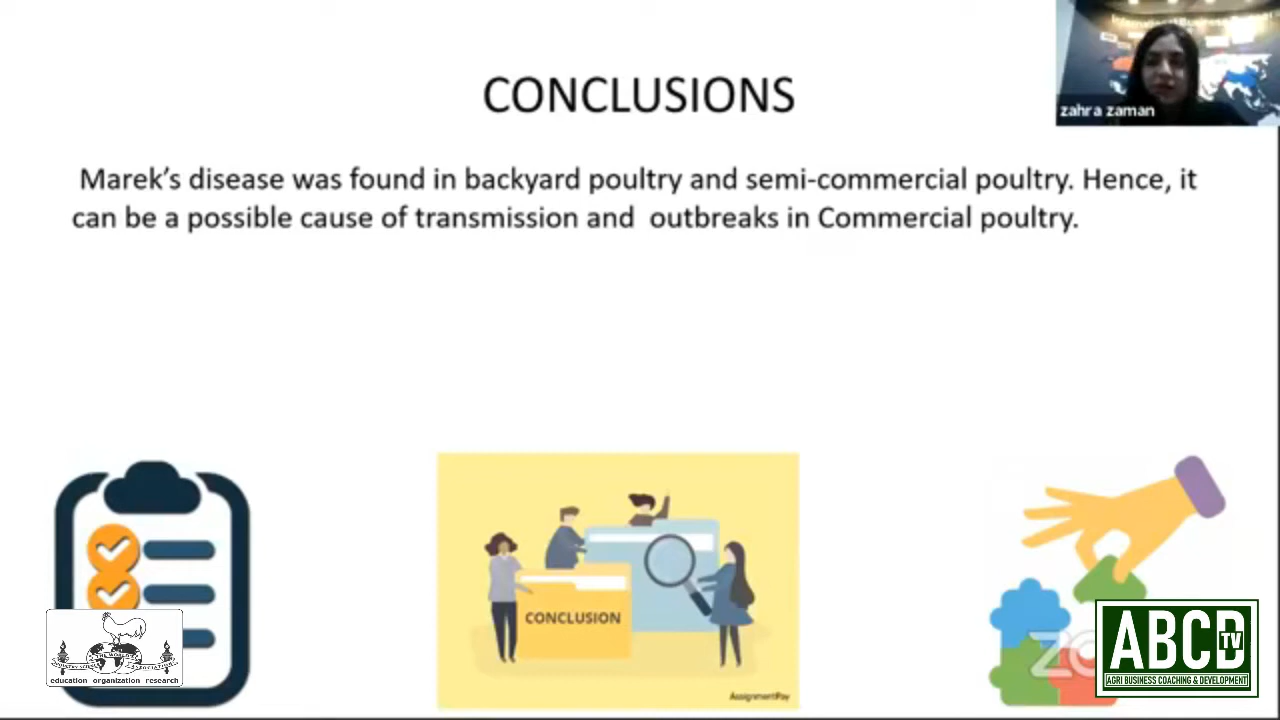 CONCLUSIONS
zahra zaman
Marek's disease was found in backyard poultry and semi-commercial poultry. Hence, it
can be a possible cause of transmission and outbreaks in Commercial poultry.
CONCLUSION
AssignmentPay
education organization research
ABCD
TV
AGRI BUSINESS COACHING & DEVELOPMENT